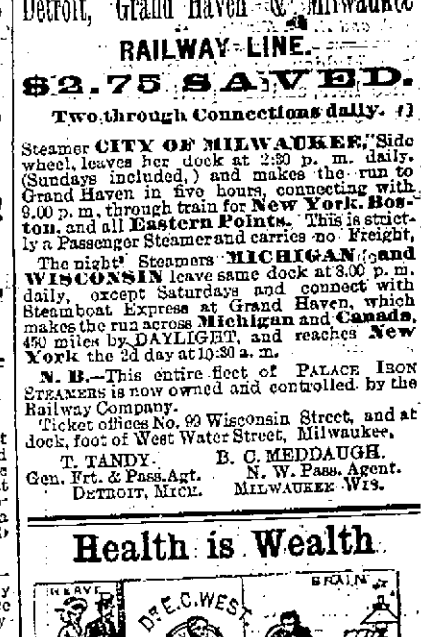 Detroit, Grand Haven & Milwaukee
RAILWAY LINE.
$2.75 SAVED.
Two through Connections daily.
Steamer CITY OF MILWAUKEE, Side
wheel, leaves her dock at 2:30 p. m. daily.
(Sundays included,) and makes the run to
Grand Haven in five hours, connecting with
8.00 p. m. through train for New York, Bos-
ton, and all Eastern Points. This is strict-
ly a Passenger Steamer and carries no Freight,
The night Steamers MICHIGAN and
WISCONSIN leave same dock at 8.00 p. m.
daily, except Saturdays and connect with
Steamboat Express at Grand Haven, which
makes the run across Michigan and Canada,
450 miles by DAYLIGHT, and reaches New
York the 2d day at 10:30 a. m.
N. B.—This entire fleet of PALACE IRON
STEAMERS is now owned and controlled by the
Railway Company.
Ticket offices No. 99 Wisconsin Street, and at
dock, foot of West Water Street, Milwaukee,
T. TANDY. B. C. MEDDAUGH.
Gen. Frt. & Pass. Agt. N. W. Pass. Agent.
DETROIT, MICH. MILWAUKEE WIS.
Health is Wealth
BRAIN
DR E.C. WEST